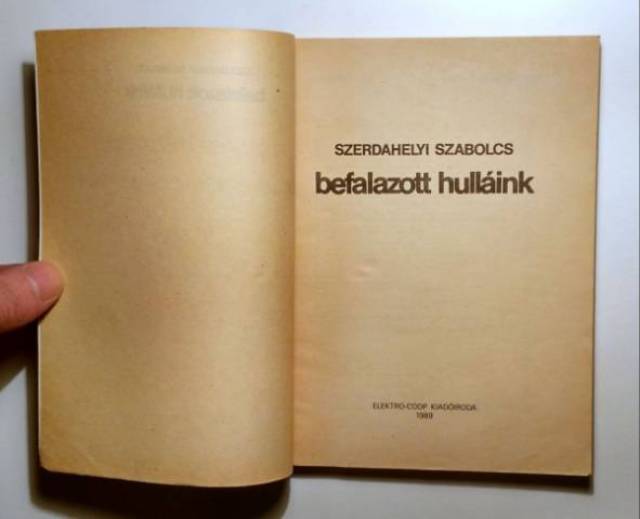 SZERDAHELYI SZABOLCS
befalazott hulláink
ELEKTRO-COOP KIADÓIRODA
1989